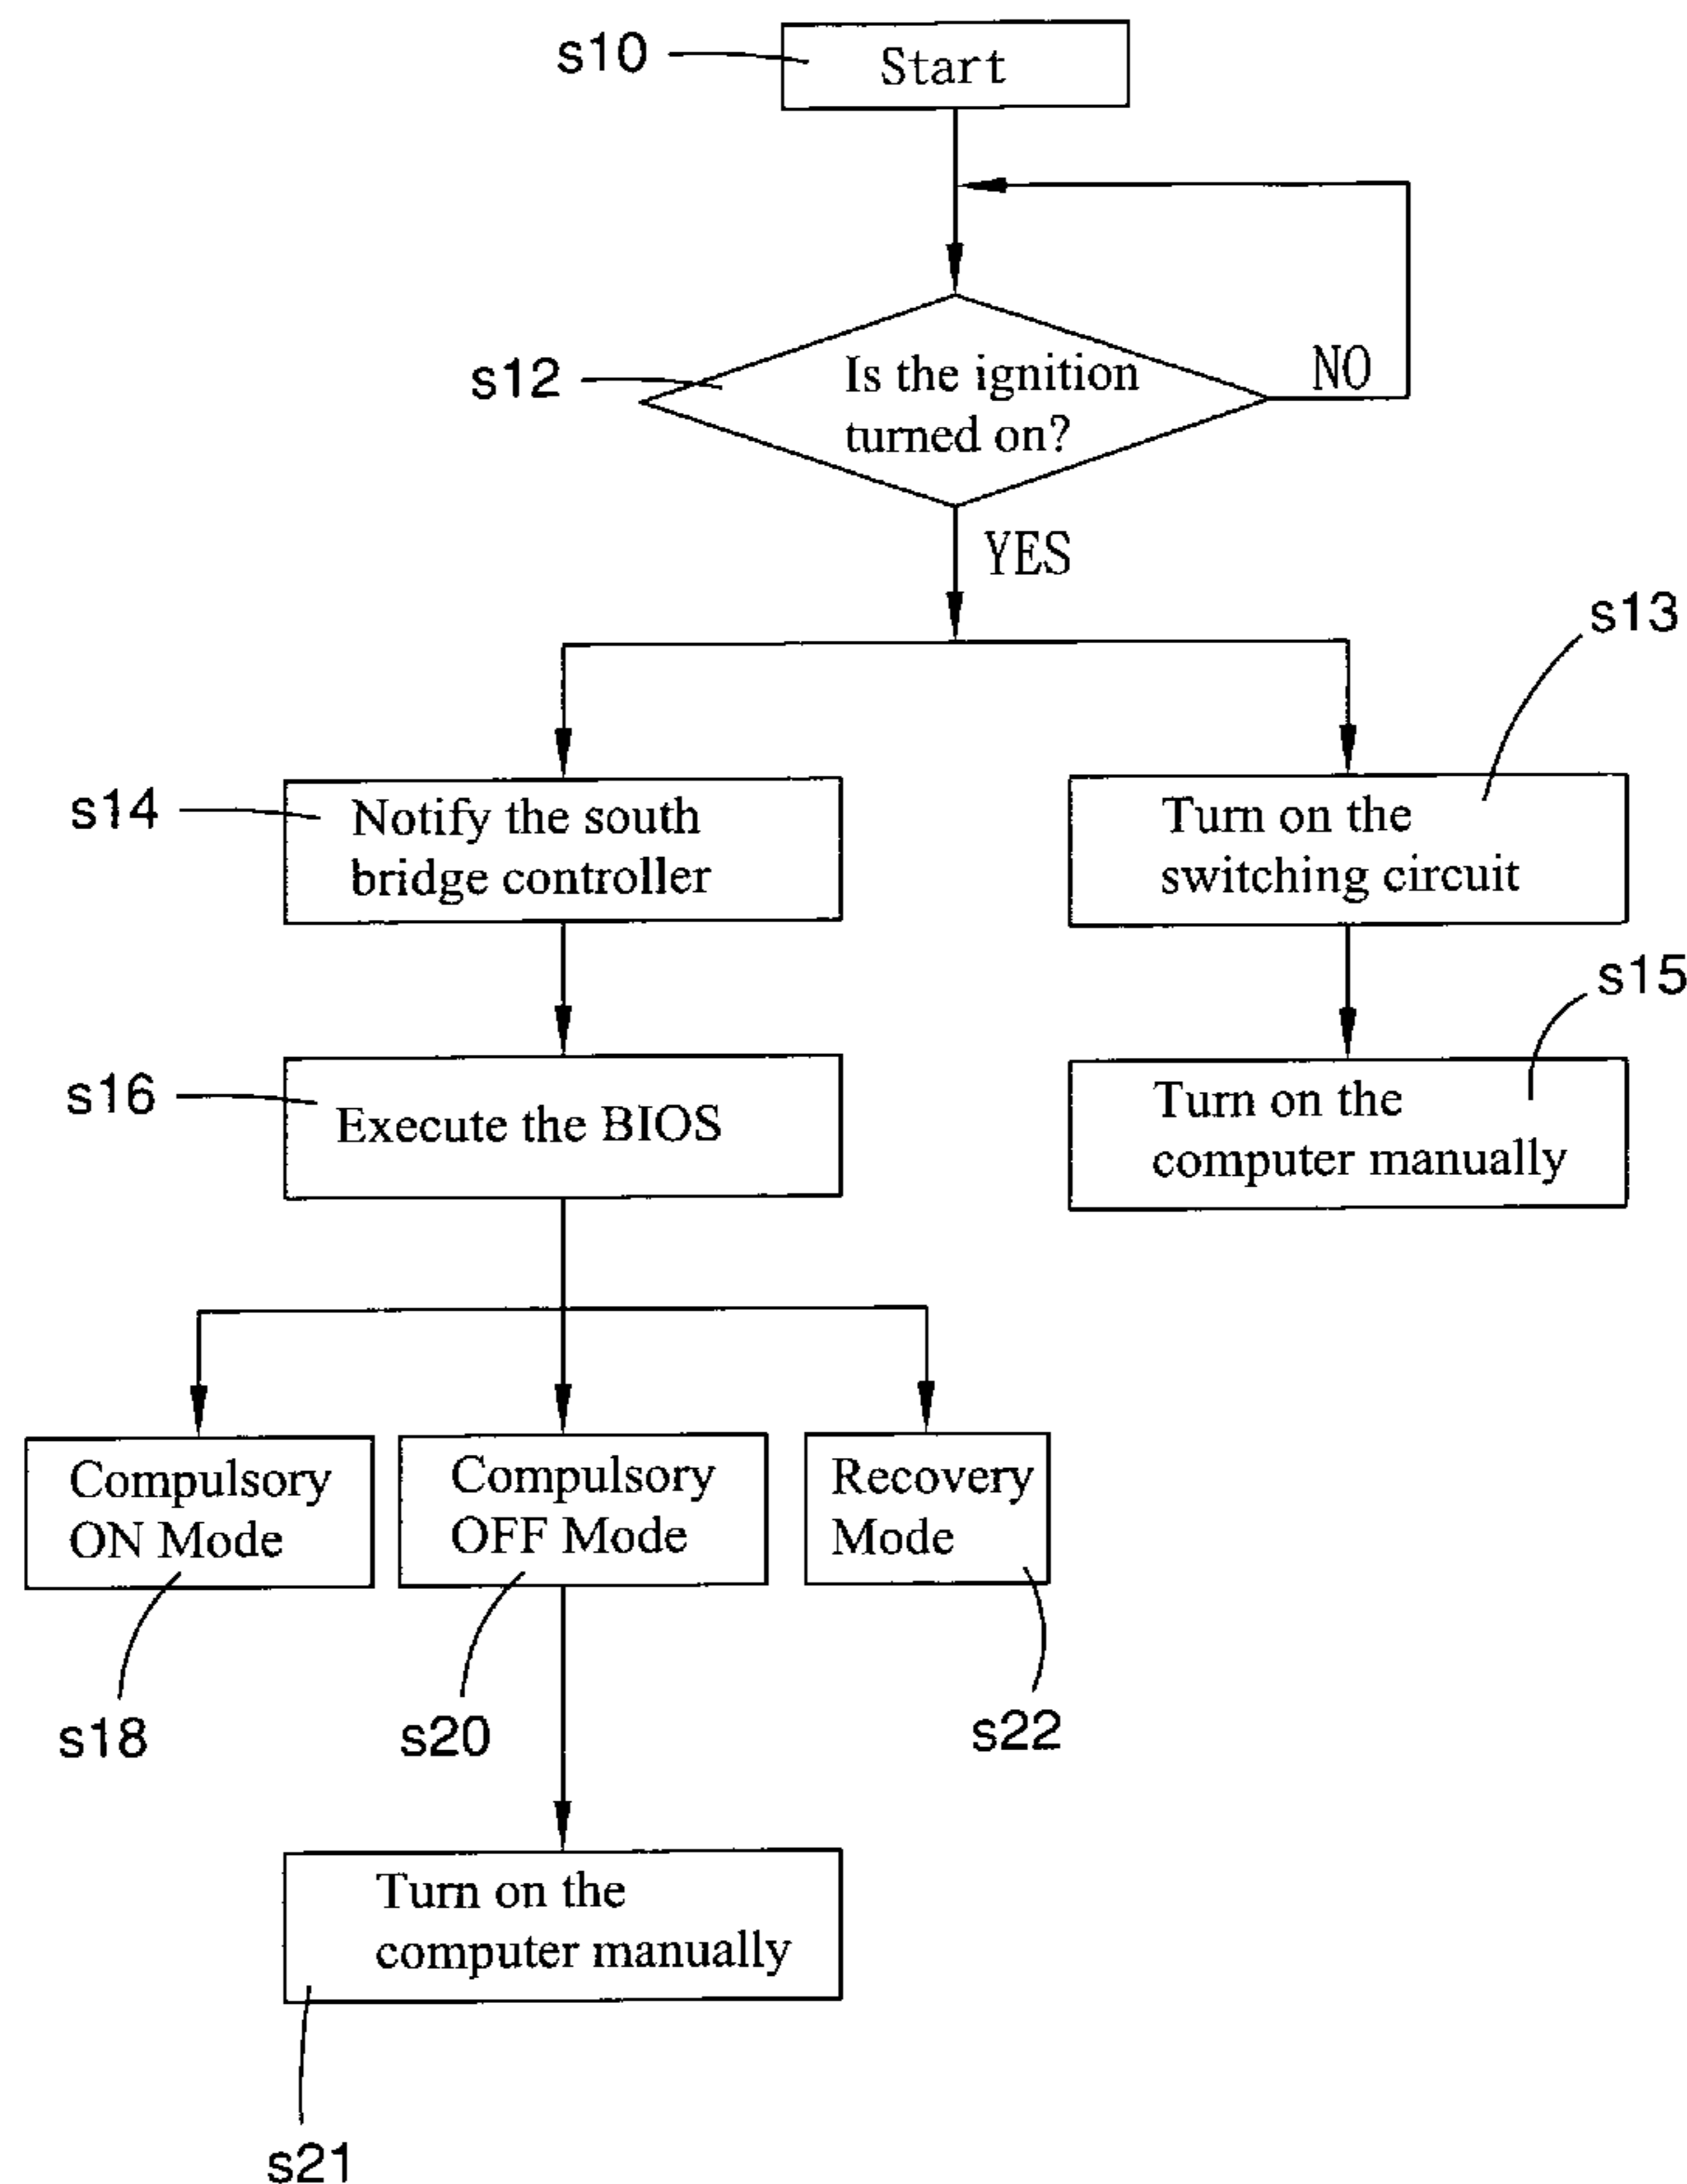 s10
Start
s12
Is the ignition
turned on?
NO
YES
s13
s14
Notify the south
bridge controller
Turn on the
switching circuit
s15
s16
Execute the BIOS
Turn on the
computer manually
Compulsory
ON Mode
Compulsory
OFF Mode
Recovery
Mode
s18
s20
s22
Turn on the
computer manually
s21